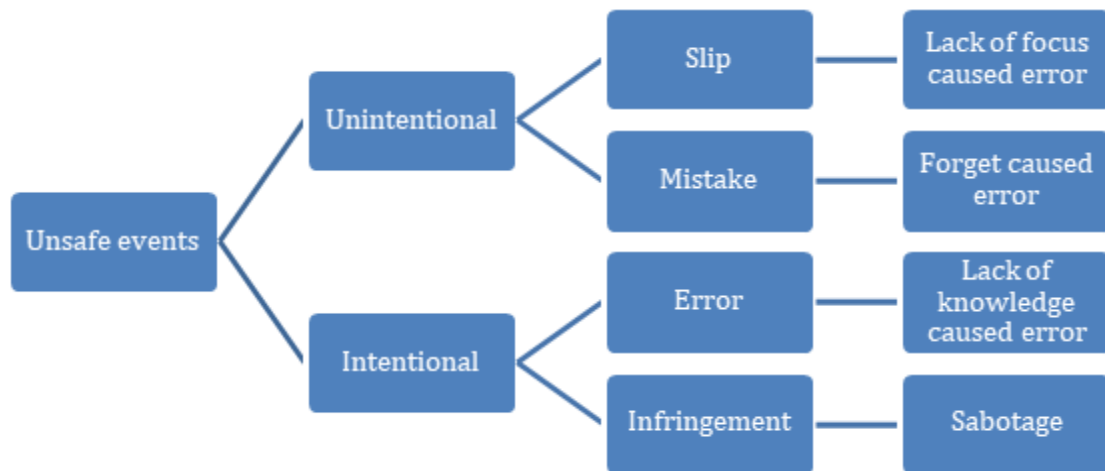 Unsafe events
Unintentional
Slip
Lack of focus
caused error
Mistake
Forget caused
error
Intentional
Error
Lack of
knowledge
caused error
Infringement
Sabotage